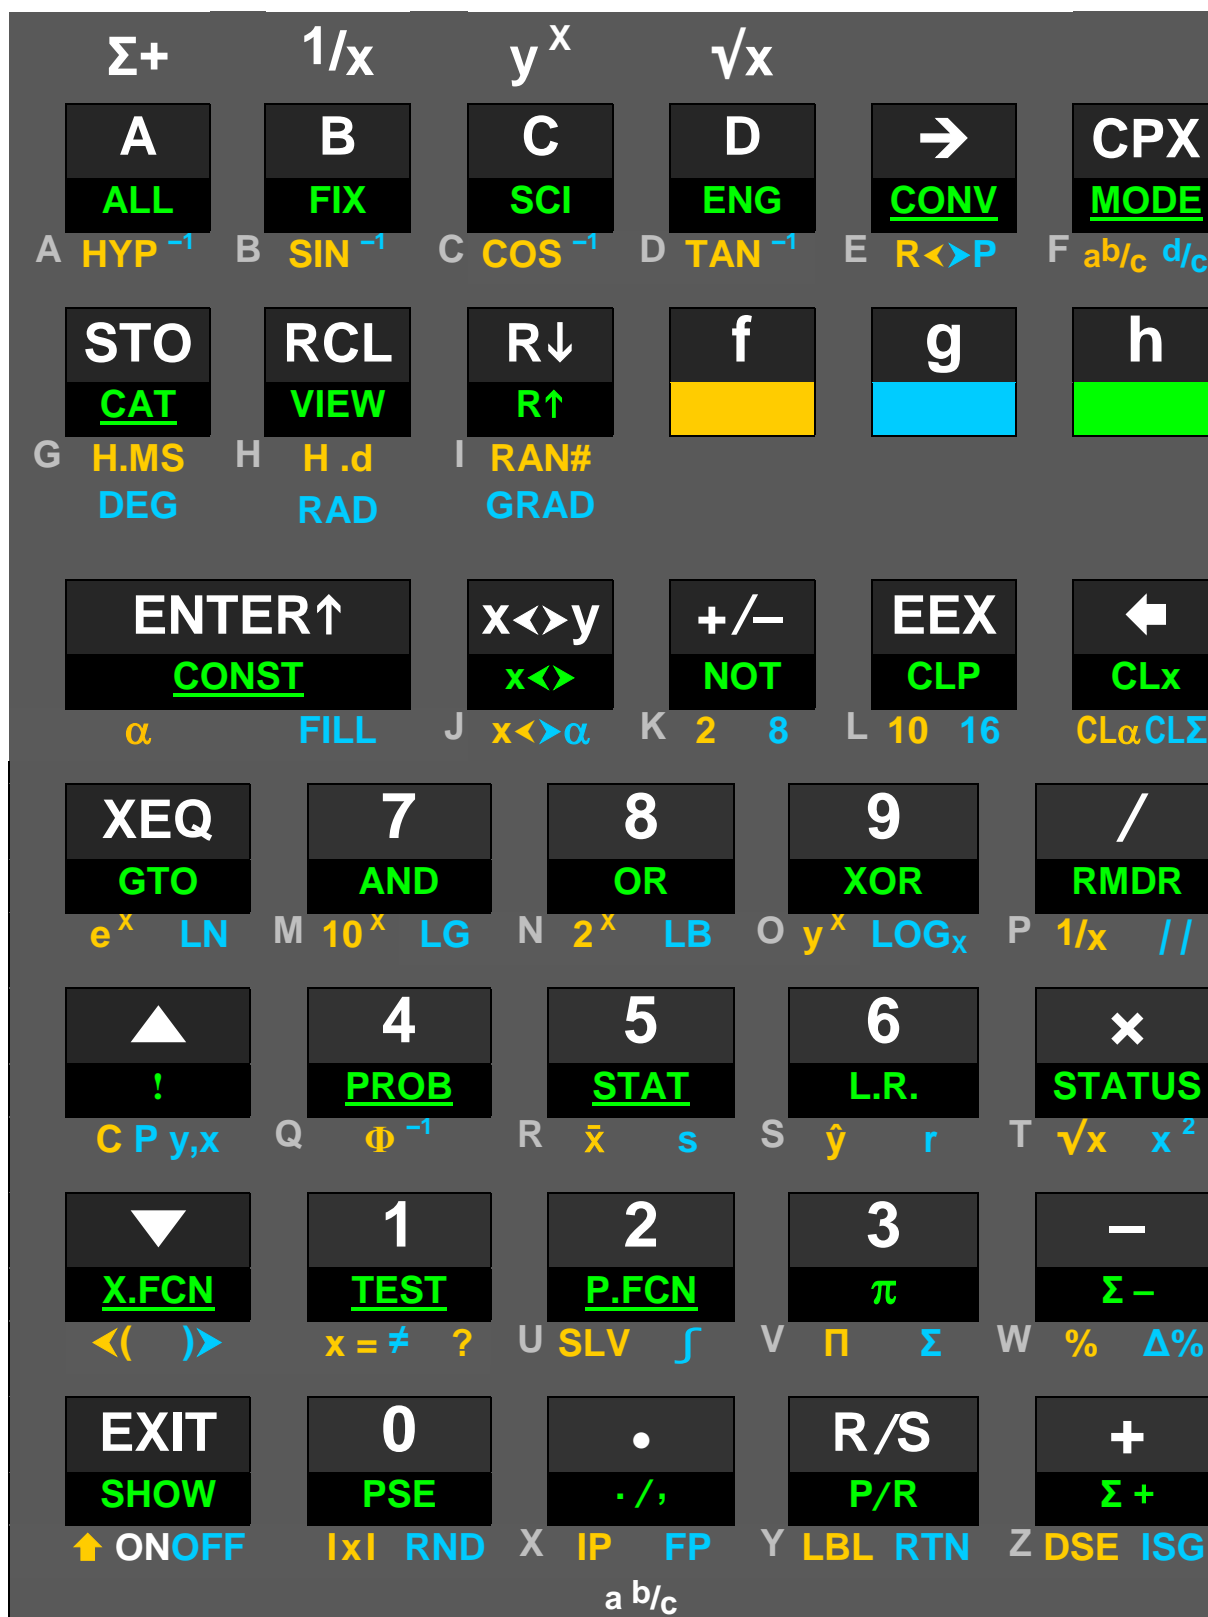 Σ+ 1/x y^x √x
A B C D ➔ CPX
ALL FIX SCI ENG CONV MODE
A HYP ⁻¹ B SIN ⁻¹ C COS ⁻¹ D TAN ⁻¹ E R<>P F ab/c d/c
STO RCL R↓ f g h
CAT VIEW R↑
G H.MS H H .d I RAN#
DEG RAD GRAD
ENTER↑ x<>y +/− EEX 🡄
CONST x<> NOT CLP CLx
α FILL J x<>α K 2 8 L 10 16 CLα CLΣ
XEQ 7 8 9 /
GTO AND OR XOR RMDR
e^x LN M 10^x LG N 2^x LB O y^x LOGx P 1/x //
▲ 4 5 6 ×
! PROB STAT L.R. STATUS
C P y,x Q Φ ⁻¹ R x̄ s S ŷ r T √x x²
▼ 1 2 3 −
X.FCN TEST P.FCN π Σ −
<( )> x = ≠ ? U SLV ∫ V Π Σ W % Δ%
EXIT 0 • R/S +
SHOW PSE . / , P/R Σ +
🡅 ON OFF |x| RND X IP FP Y LBL RTN Z DSE ISG
a b/c